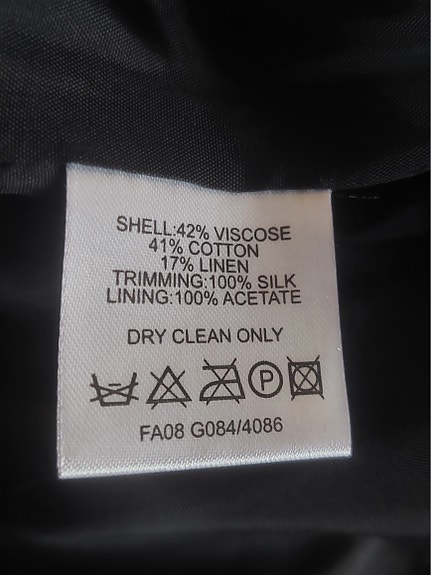 SHELL:42% VISCOSE
41% COTTON
17% LINEN
TRIMMING:100% SILK
LINING:100% ACETATE
DRY CLEAN ONLY
P
FA08 G084/4086